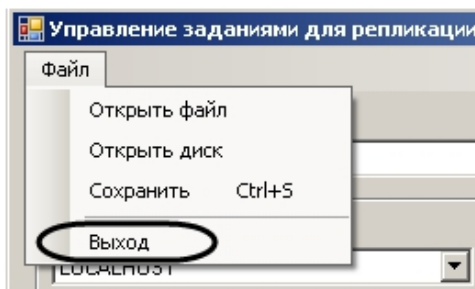 Управление заданиями для репликации
Файл
Открыть файл
Открыть диск
Сохранить Ctrl+S
Выход
LOCALHOST